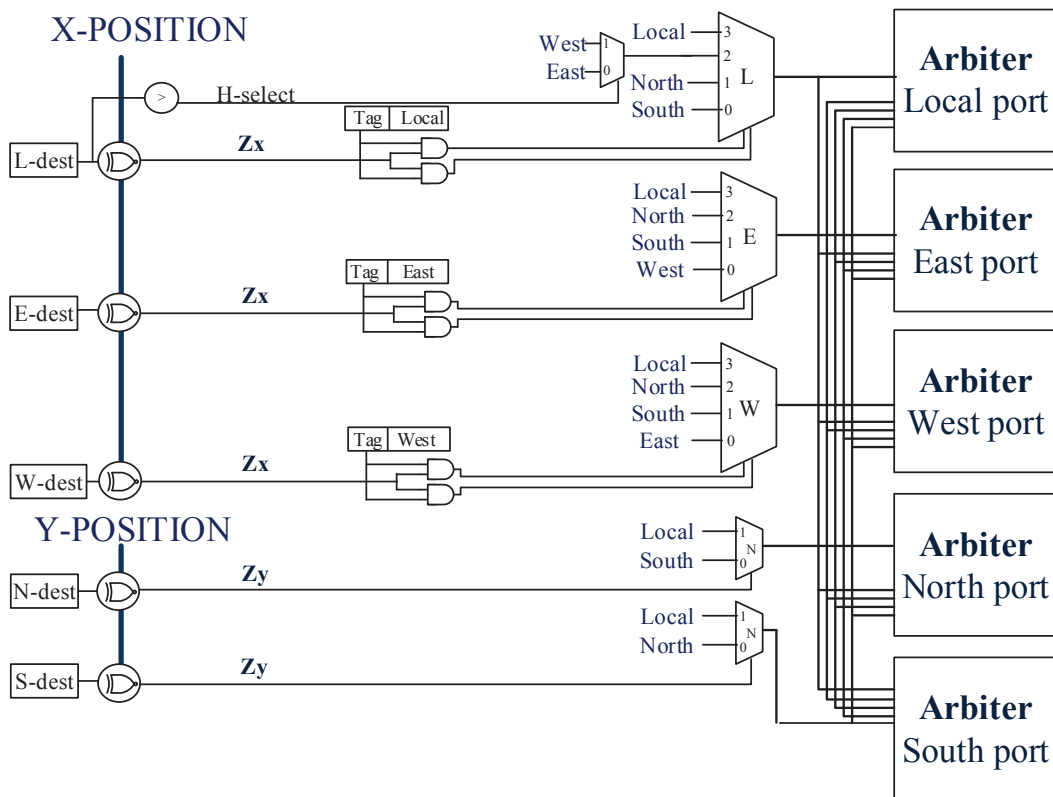 X-POSITION
>
H-select
L-dest
Zx
Tag Local
West 1
East 0
Local 3
2
North 1
South 0
L
Arbiter
Local port
E-dest
Zx
Tag East
Local 3
North 2
South 1
West 0
E
Arbiter
East port
W-dest
Zx
Tag West
Local 3
North 2
South 1
East 0
W
Arbiter
West port
Y-POSITION
N-dest
Zy
Local 1
South 0
N
Arbiter
North port
S-dest
Zy
Local 1
North 0
N
Arbiter
South port